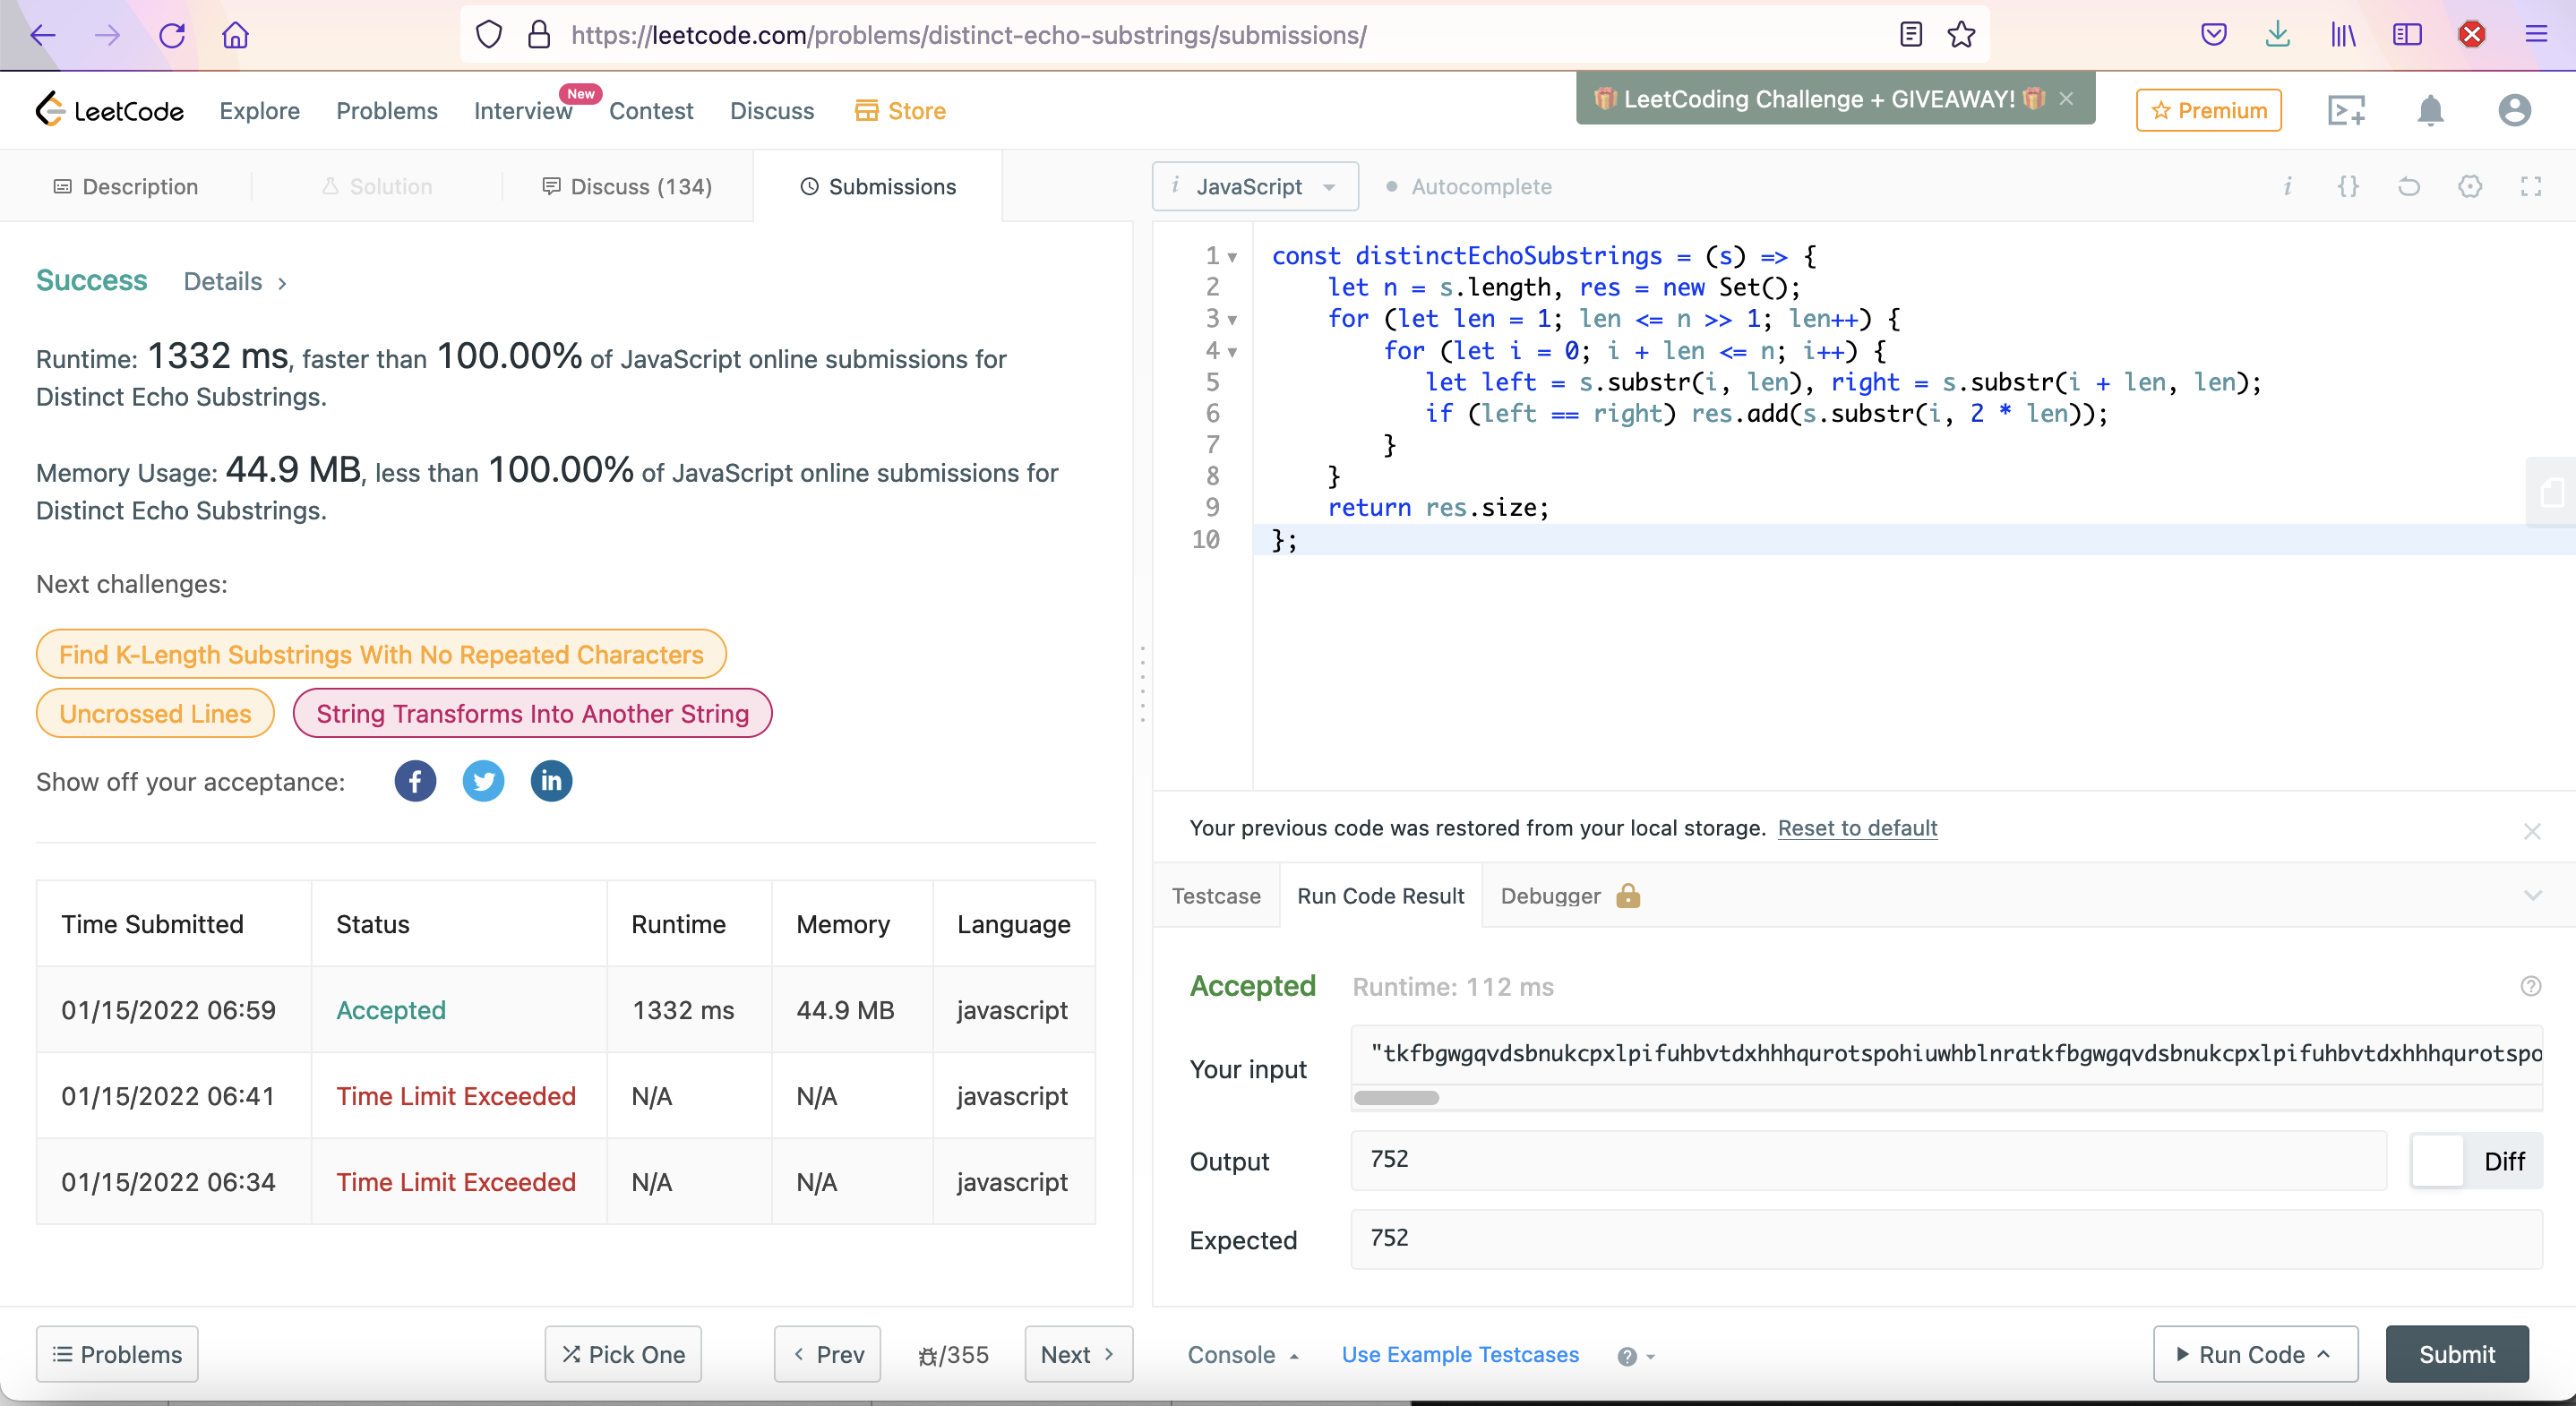 https://leetcode.com/problems/distinct-echo-substrings/submissions/
LeetCode Explore Problems Interview New Contest Discuss Store
🎁 LeetCoding Challenge + GIVEAWAY! 🎁 ×
Premium
Description Solution Discuss (134) Submissions
i JavaScript Autocomplete
Success Details >
Runtime: 1332 ms, faster than 100.00% of JavaScript online submissions for
Distinct Echo Substrings.
Memory Usage: 44.9 MB, less than 100.00% of JavaScript online submissions for
Distinct Echo Substrings.
Next challenges:
Find K-Length Substrings With No Repeated Characters
Uncrossed Lines String Transforms Into Another String
Show off your acceptance:
Time Submitted Status Runtime Memory Language
01/15/2022 06:59 Accepted 1332 ms 44.9 MB javascript
01/15/2022 06:41 Time Limit Exceeded N/A N/A javascript
01/15/2022 06:34 Time Limit Exceeded N/A N/A javascript
Problems Pick One < Prev /355 Next >
1 const distinctEchoSubstrings = (s) => {
2 let n = s.length, res = new Set();
3 for (let len = 1; len <= n >> 1; len++) {
4 for (let i = 0; i + len <= n; i++) {
5 let left = s.substr(i, len), right = s.substr(i + len, len);
6 if (left == right) res.add(s.substr(i, 2 * len));
7 }
8 }
9 return res.size;
10 };
Your previous code was restored from your local storage. Reset to default
Testcase Run Code Result Debugger
Accepted Runtime: 112 ms
Your input "tkfbgwgqvdsbnukcpxlpifuhbvtdxhhhqurotspohiuwhblnratkfbgwgqvdsbnukcpxlpifuhbvtdxhhhqurotspo
Output 752 Diff
Expected 752
Console Use Example Testcases Run Code Submit